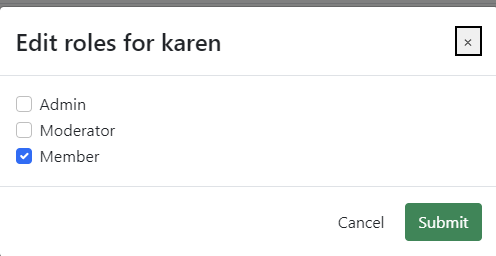 Edit roles for karen ×
Admin
Moderator
Member
Cancel Submit